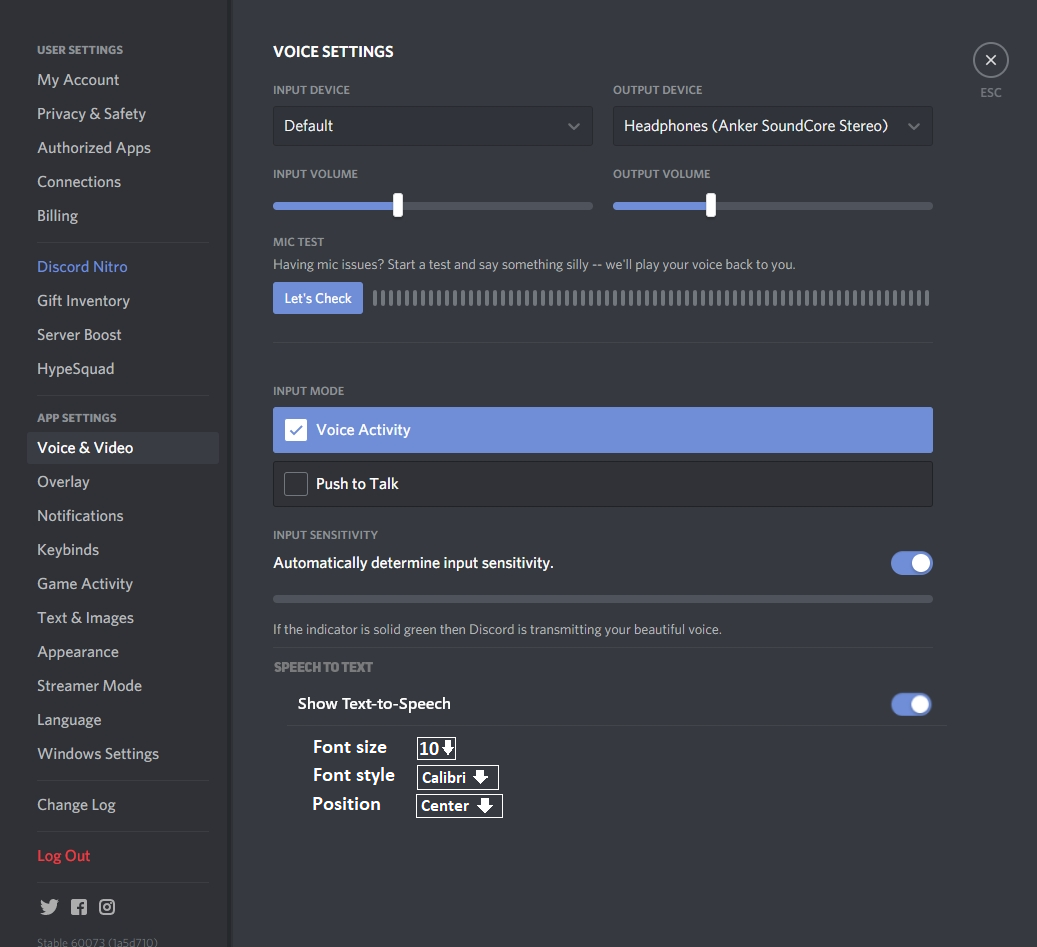 USER SETTINGS
My Account
Privacy & Safety
Authorized Apps
Connections
Billing
Discord Nitro
Gift Inventory
Server Boost
HypeSquad
APP SETTINGS
Voice & Video
Overlay
Notifications
Keybinds
Game Activity
Text & Images
Appearance
Streamer Mode
Language
Windows Settings
Change Log
Log Out
Stable 60073 (1a5d710)
VOICE SETTINGS
ESC
INPUT DEVICE OUTPUT DEVICE
Default Headphones (Anker SoundCore Stereo)
INPUT VOLUME OUTPUT VOLUME
MIC TEST
Having mic issues? Start a test and say something silly -- we'll play your voice back to you.
Let's Check
INPUT MODE
Voice Activity
Push to Talk
INPUT SENSITIVITY
Automatically determine input sensitivity.
If the indicator is solid green then Discord is transmitting your beautiful voice.
SPEECH TO TEXT
Show Text-to-Speech
Font size 10
Font style Calibri
Position Center